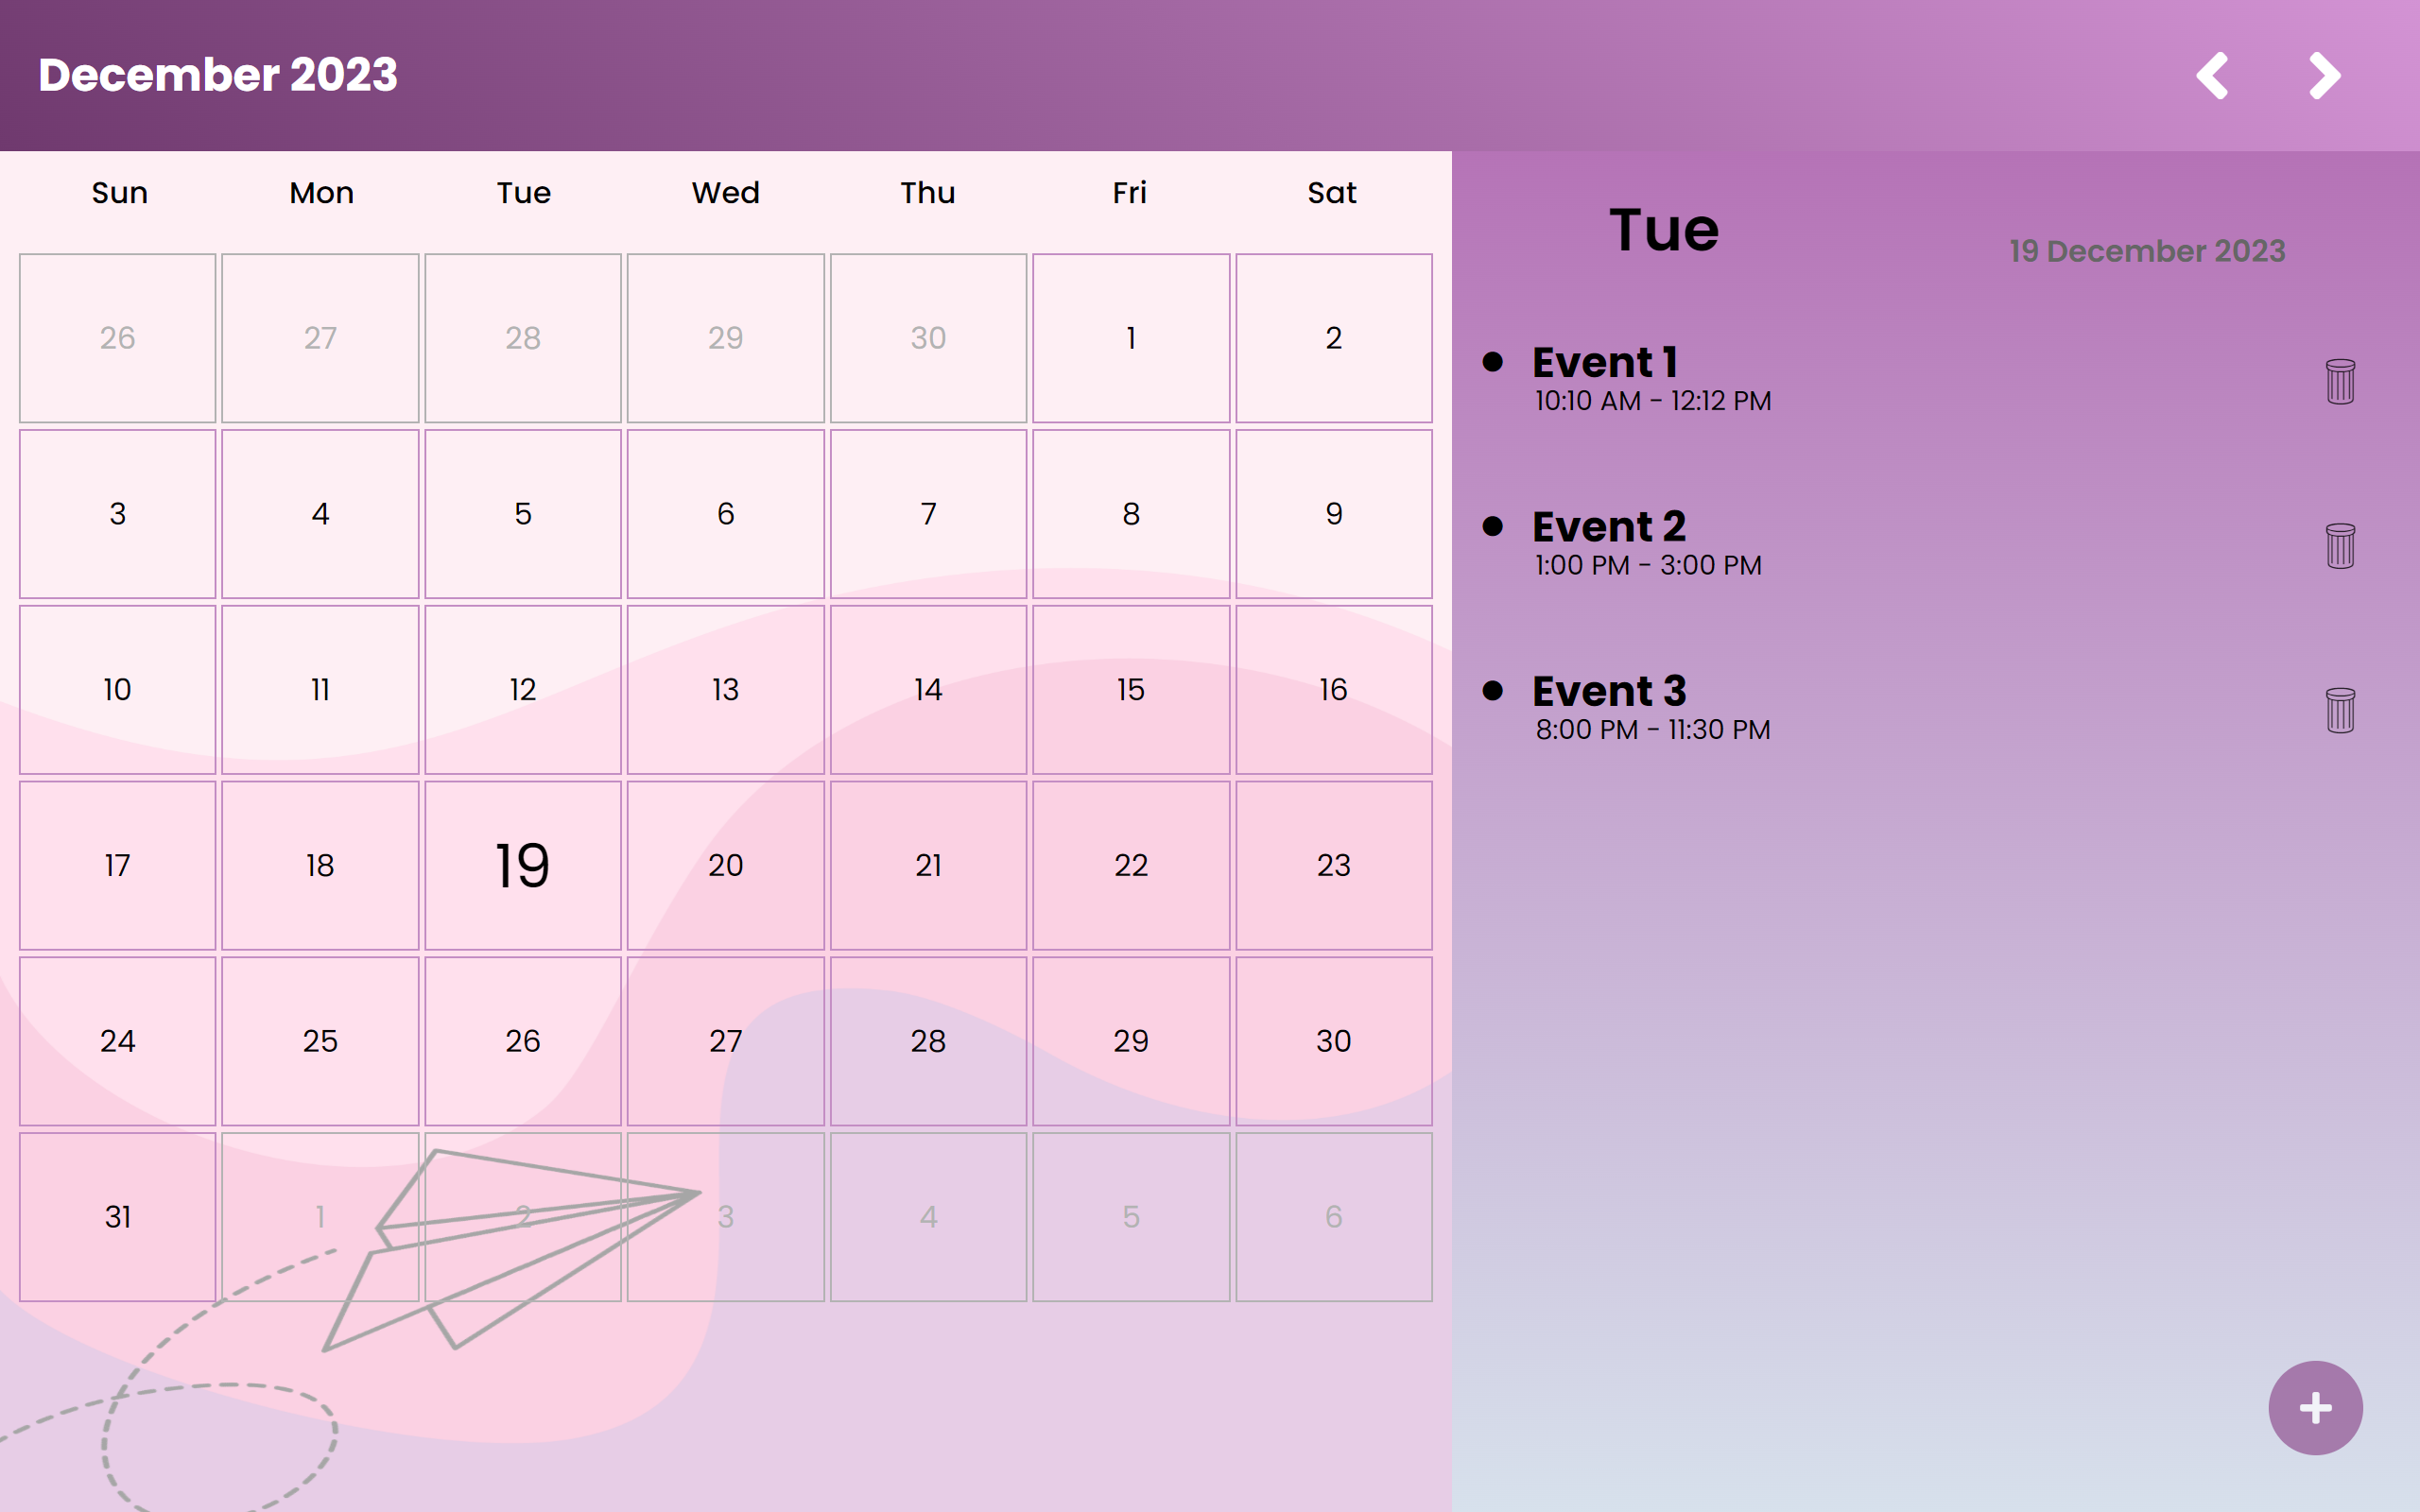 December 2023
Sun Mon Tue Wed Thu Fri Sat
26 27 28 29 30 1 2
3 4 5 6 7 8 9
10 11 12 13 14 15 16
17 18 19 20 21 22 23
24 25 26 27 28 29 30
31 1 2 3 4 5 6
Tue
19 December 2023
Event 1
10:10 AM - 12:12 PM
Event 2
1:00 PM - 3:00 PM
Event 3
8:00 PM - 11:30 PM